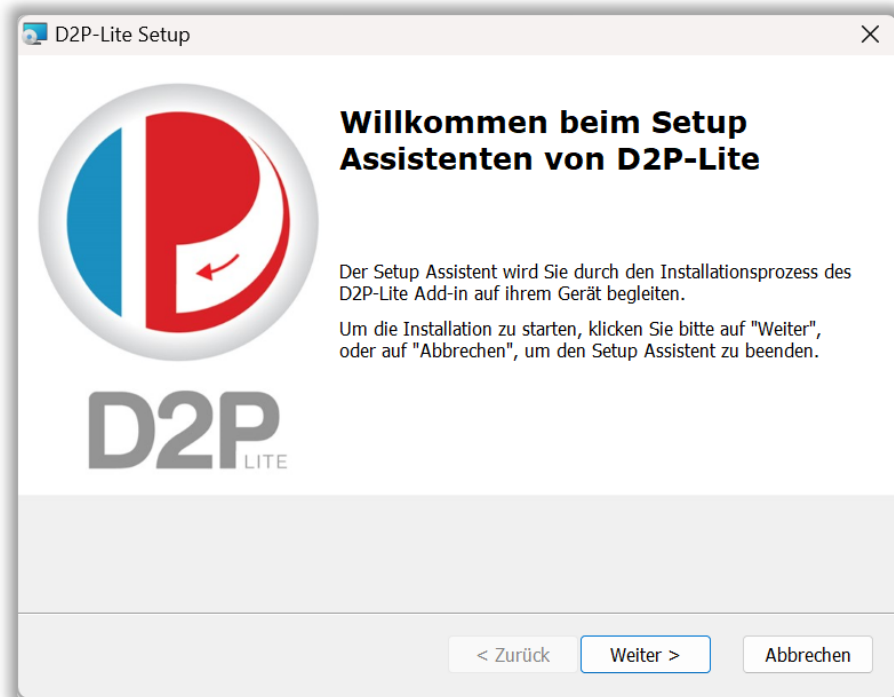 D2P-Lite Setup
Willkommen beim Setup
Assistenten von D2P-Lite
Der Setup Assistent wird Sie durch den Installationsprozess des
D2P-Lite Add-in auf ihrem Gerät begleiten.
Um die Installation zu starten, klicken Sie bitte auf "Weiter",
oder auf "Abbrechen", um den Setup Assistent zu beenden.
D2P
LITE
< Zurück
Weiter >
Abbrechen